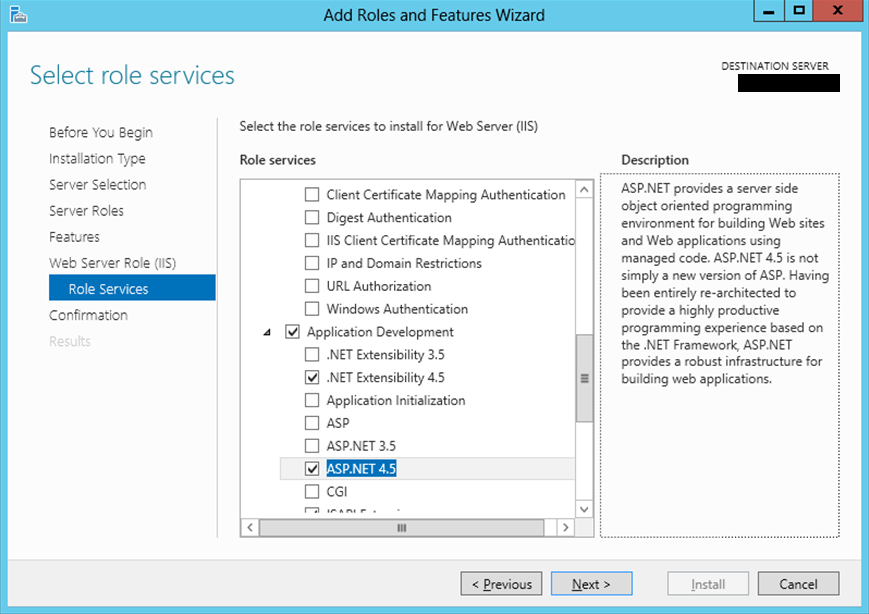 Add Roles and Features Wizard
Select role services
DESTINATION SERVER
Before You Begin
Installation Type
Server Selection
Server Roles
Features
Web Server Role (IIS)
Role Services
Confirmation
Results
Select the role services to install for Web Server (IIS)
Role services
Client Certificate Mapping Authentication
Digest Authentication
IIS Client Certificate Mapping Authenticatio
IP and Domain Restrictions
URL Authorization
Windows Authentication
Application Development
.NET Extensibility 3.5
.NET Extensibility 4.5
Application Initialization
ASP
ASP.NET 3.5
ASP.NET 4.5
CGI
Description
ASP.NET provides a server side
object oriented programming
environment for building Web sites
and Web applications using
managed code. ASP.NET 4.5 is not
simply a new version of ASP. Having
been entirely re-architected to
provide a highly productive
programming experience based on
the .NET Framework, ASP.NET
provides a robust infrastructure for
building web applications.
< Previous
Next >
Install
Cancel